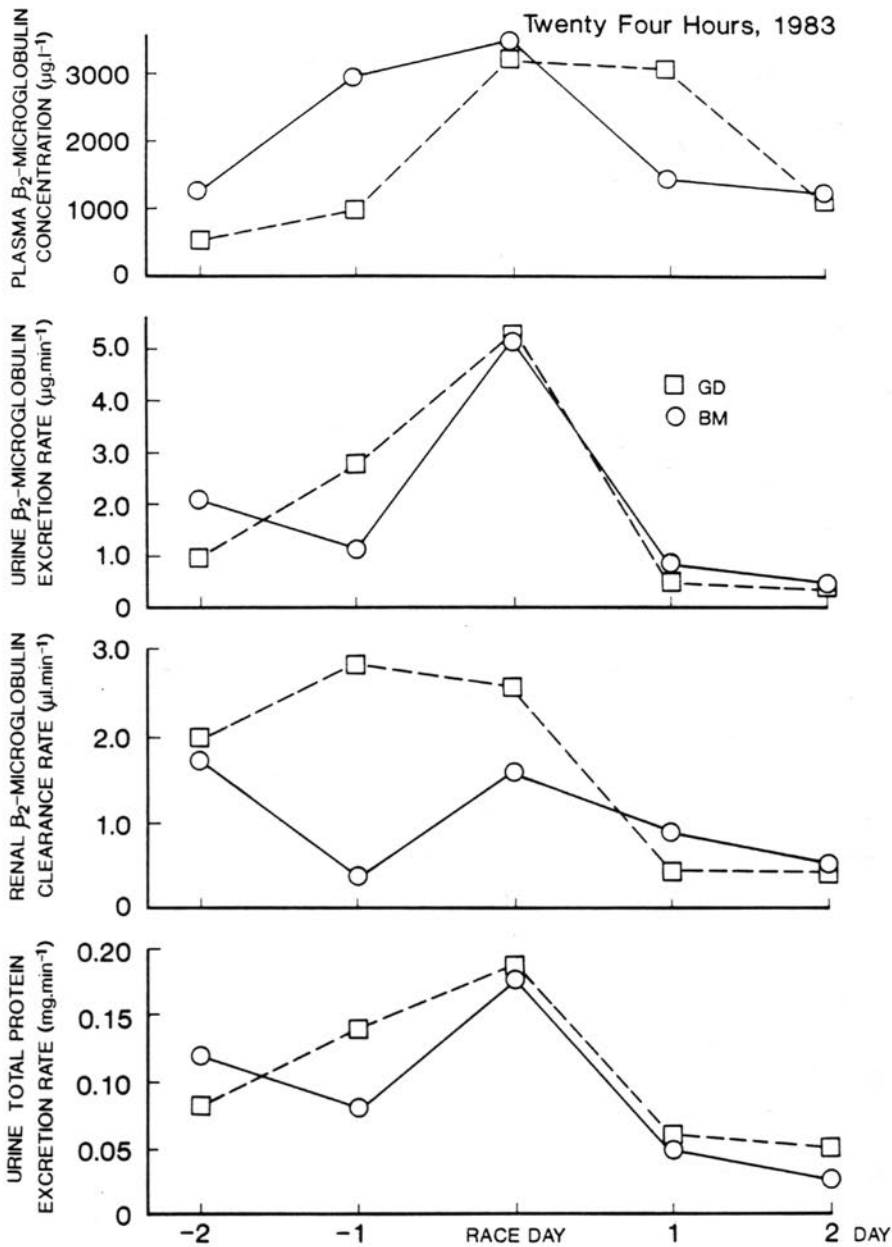 Twenty Four Hours, 1983
PLASMA β₂-MICROGLOBULIN
CONCENTRATION (µg.l⁻¹)
3000
2000
1000
0
URINE β₂-MICROGLOBULIN
EXCRETION RATE (µg.min⁻¹)
5.0
4.0
3.0
2.0
1.0
0
GD
BM
RENAL β₂-MICROGLOBULIN
CLEARANCE RATE (µl.min⁻¹)
3.0
2.0
1.0
0
URINE TOTAL PROTEIN
EXCRETION RATE (mg.min⁻¹)
0.20
0.15
0.10
0.05
0
-2 -1 RACE DAY 1 2 DAY